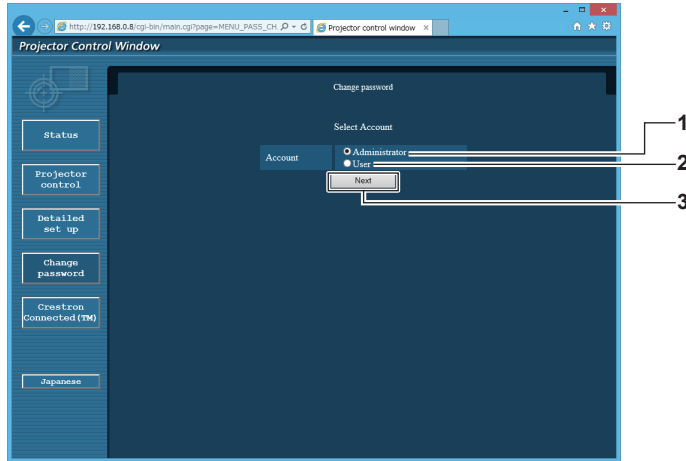 http://192.168.0.8/cgi-bin/main.cgi?page=MENU_PASS_CH
Projector control window
Projector Control Window
Change password
Select Account
Account
Administrator
User
Next
1
2
3
Status
Projector
control
Detailed
set up
Change
password
Crestron
Connected(TM)
Japanese